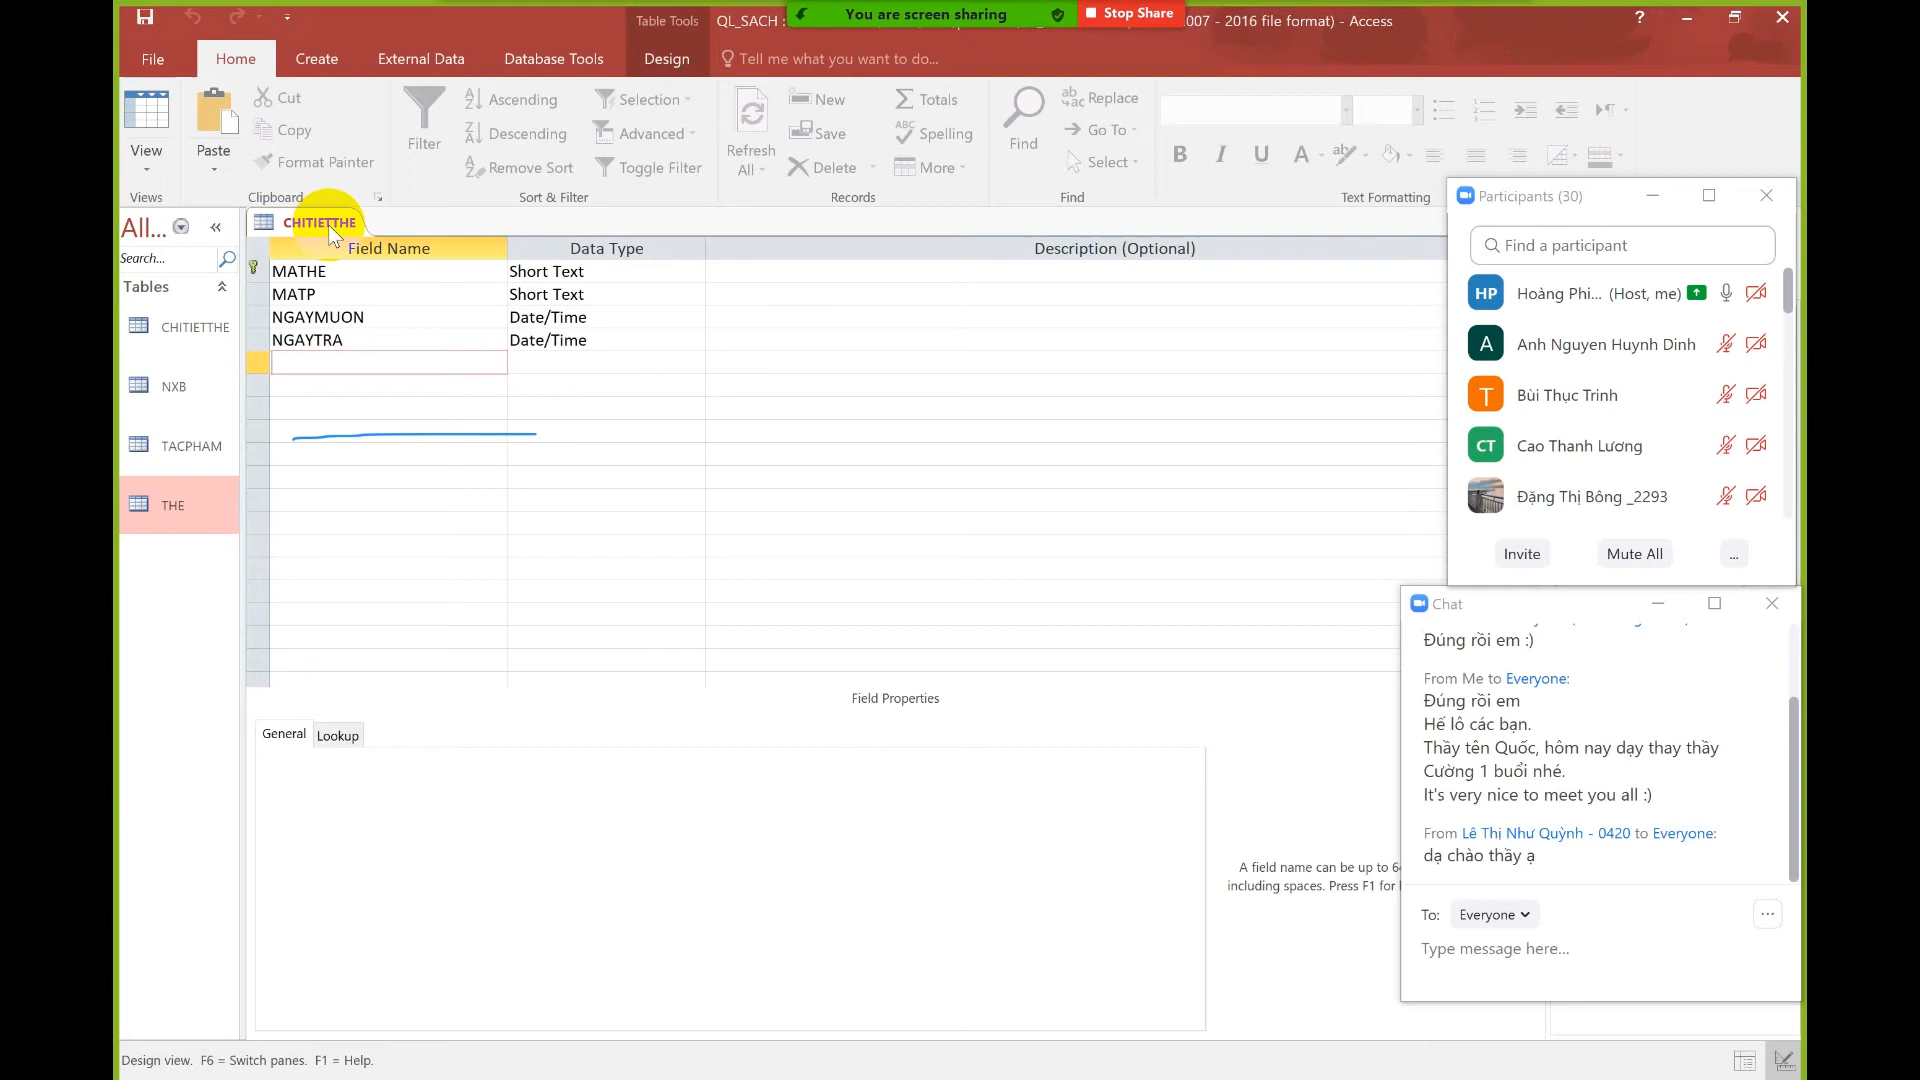 Table Tools
QL_SACH :
You are screen sharing
Stop Share
007 - 2016 file format) - Access
?
File
Home
Create
External Data
Database Tools
Design
Tell me what you want to do...
View
Views
Paste
Cut
Copy
Format Painter
Clipboard
Filter
Ascending
Descending
Remove Sort
Selection
Advanced
Toggle Filter
Sort & Filter
Refresh
All
New
Save
Delete
Totals
Spelling
More
Records
Find
Replace
Go To
Select
Find
B I U A
Text Formatting
All...
Search...
Tables
CHITIETTHE
NXB
TACPHAM
THE
CHITIETTHE
Field Name Data Type Description (Optional)
MATHE Short Text
MATP Short Text
NGAYMUON Date/Time
NGAYTRA Date/Time
Field Properties
General
Lookup
A field name can be up to 6
including spaces. Press F1 for
Participants (30)
Find a participant
HP Hoàng Phi... (Host, me)
A Anh Nguyen Huynh Dinh
T Bùi Thục Trinh
CT Cao Thanh Lương
Đặng Thị Bông _2293
Invite
Mute All
...
Chat
Đúng rồi em :)
From Me to Everyone:
Đúng rồi em
Hế lô các bạn.
Thầy tên Quốc, hôm nay dạy thay thầy
Cường 1 buổi nhé.
It's very nice to meet you all :)
From Lê Thị Như Quỳnh - 0420 to Everyone:
dạ chào thầy ạ
To: Everyone
Type message here...
Design view. F6 = Switch panes. F1 = Help.